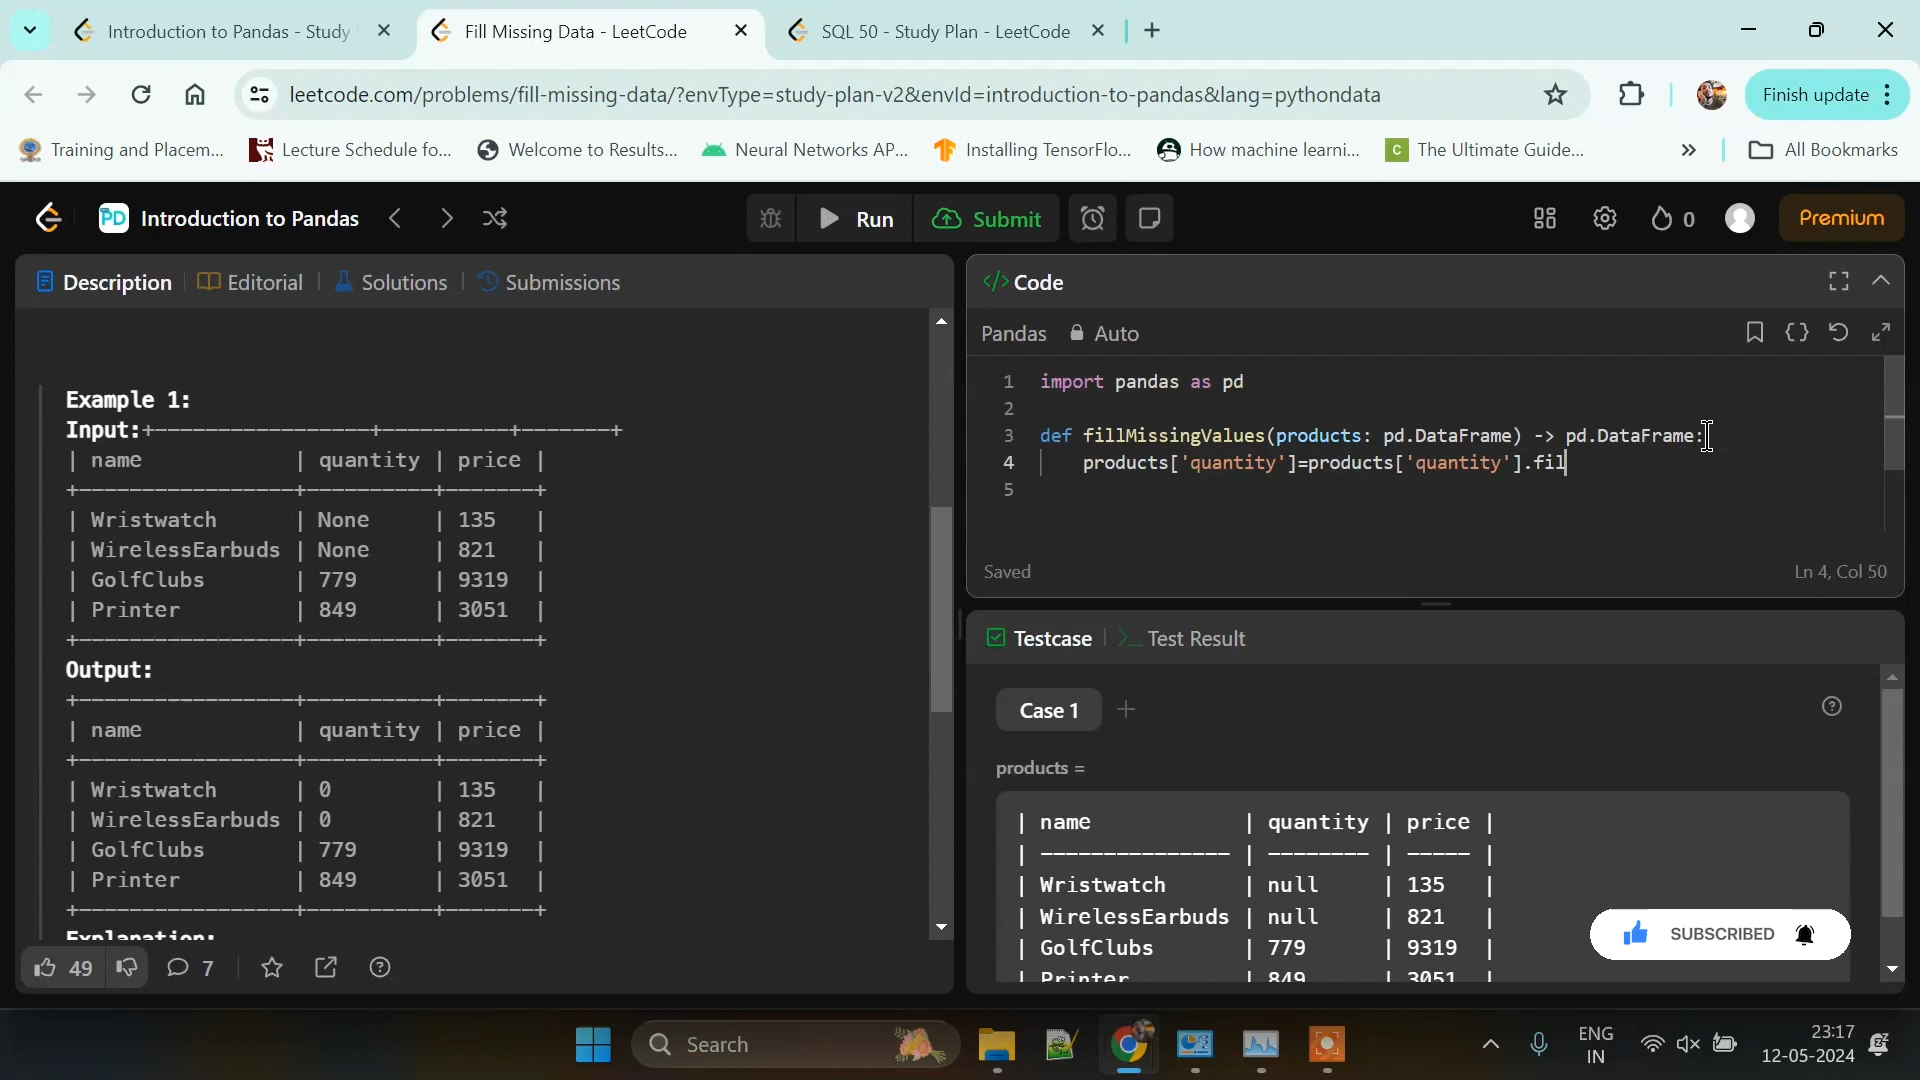 Introduction to Pandas - Study
Fill Missing Data - LeetCode
SQL 50 - Study Plan - LeetCode
leetcode.com/problems/fill-missing-data/?envType=study-plan-v2&envId=introduction-to-pandas&lang=pythondata
Finish update
Training and Placem...
Lecture Schedule fo...
Welcome to Results...
Neural Networks AP...
Installing TensorFlo...
How machine learni...
C The Ultimate Guide...
All Bookmarks
PD Introduction to Pandas
Run
Submit
0
Premium
Description
Editorial
Solutions
Submissions
</> Code
Pandas
Auto
Example 1:
Input:+-----------------+----------+-------+
| name | quantity | price |
+-----------------+----------+-------+
| Wristwatch | None | 135 |
| WirelessEarbuds | None | 821 |
| GolfClubs | 779 | 9319 |
| Printer | 849 | 3051 |
+-----------------+----------+-------+
Output:
+-----------------+----------+-------+
| name | quantity | price |
+-----------------+----------+-------+
| Wristwatch | 0 | 135 |
| WirelessEarbuds | 0 | 821 |
| GolfClubs | 779 | 9319 |
| Printer | 849 | 3051 |
+-----------------+----------+-------+
Explanation:
49
7
1 import pandas as pd
2
3 def fillMissingValues(products: pd.DataFrame) -> pd.DataFrame:
4 products['quantity']=products['quantity'].fil
5
Saved
Ln 4, Col 50
Testcase
>_ Test Result
Case 1
products =
| name | quantity | price |
| --------------- | -------- | ----- |
| Wristwatch | null | 135 |
| WirelessEarbuds | null | 821 |
| GolfClubs | 779 | 9319 |
| Printer | 849 | 3051 |
SUBSCRIBED
Search
ENG
IN
23:17
12-05-2024